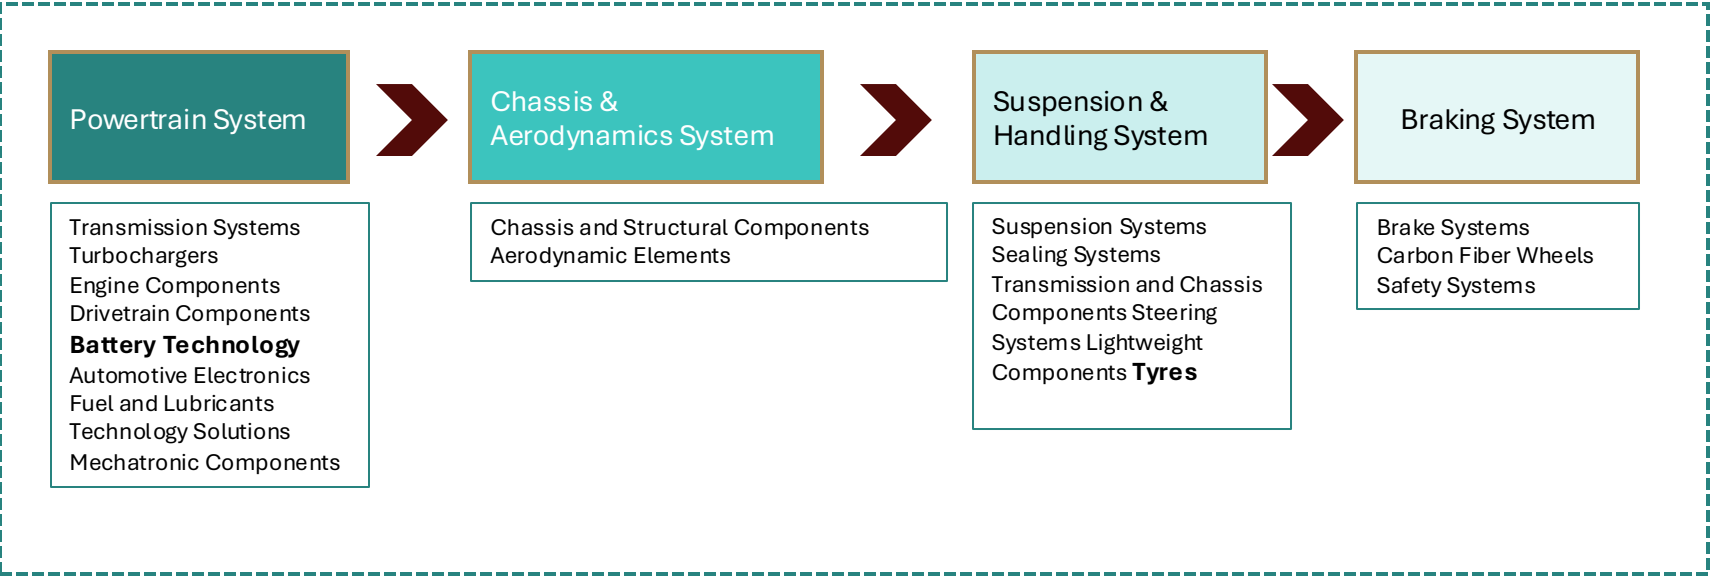 Powertrain System
Chassis &
Aerodynamics System
Suspension &
Handling System
Braking System
Transmission Systems
Turbochargers
Engine Components
Drivetrain Components
Battery Technology
Automotive Electronics
Fuel and Lubricants
Technology Solutions
Mechatronic Components
Chassis and Structural Components
Aerodynamic Elements
Suspension Systems
Sealing Systems
Transmission and Chassis
Components Steering
Systems Lightweight
Components Tyres
Brake Systems
Carbon Fiber Wheels
Safety Systems